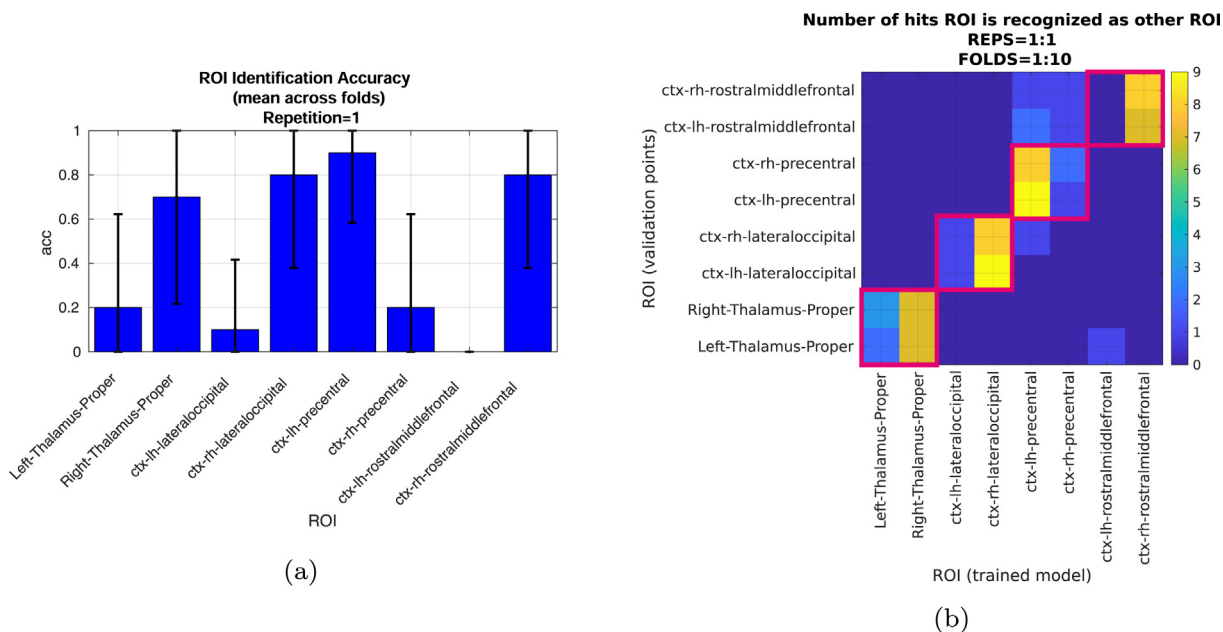 ROI Identification Accuracy
(mean across folds)
Repetition=1
1
0.8
0.6
0.4
0.2
0
acc
Left-Thalamus-Proper
Right-Thalamus-Proper
ctx-lh-lateraloccipital
ctx-rh-lateraloccipital
ctx-lh-precentral
ctx-rh-precentral
ctx-lh-rostralmiddlefrontal
ctx-rh-rostralmiddlefrontal
ROI
(a)
Number of hits ROI is recognized as other ROI
REPS=1:1
FOLDS=1:10
ROI (validation points)
ctx-rh-rostralmiddlefrontal
ctx-lh-rostralmiddlefrontal
ctx-rh-precentral
ctx-lh-precentral
ctx-rh-lateraloccipital
ctx-lh-lateraloccipital
Right-Thalamus-Proper
Left-Thalamus-Proper
9
8
7
6
5
4
3
2
1
0
Left-Thalamus-Proper
Right-Thalamus-Proper
ctx-lh-lateraloccipital
ctx-rh-lateraloccipital
ctx-lh-precentral
ctx-rh-precentral
ctx-lh-rostralmiddlefrontal
ctx-rh-rostralmiddlefrontal
ROI (trained model)
(b)